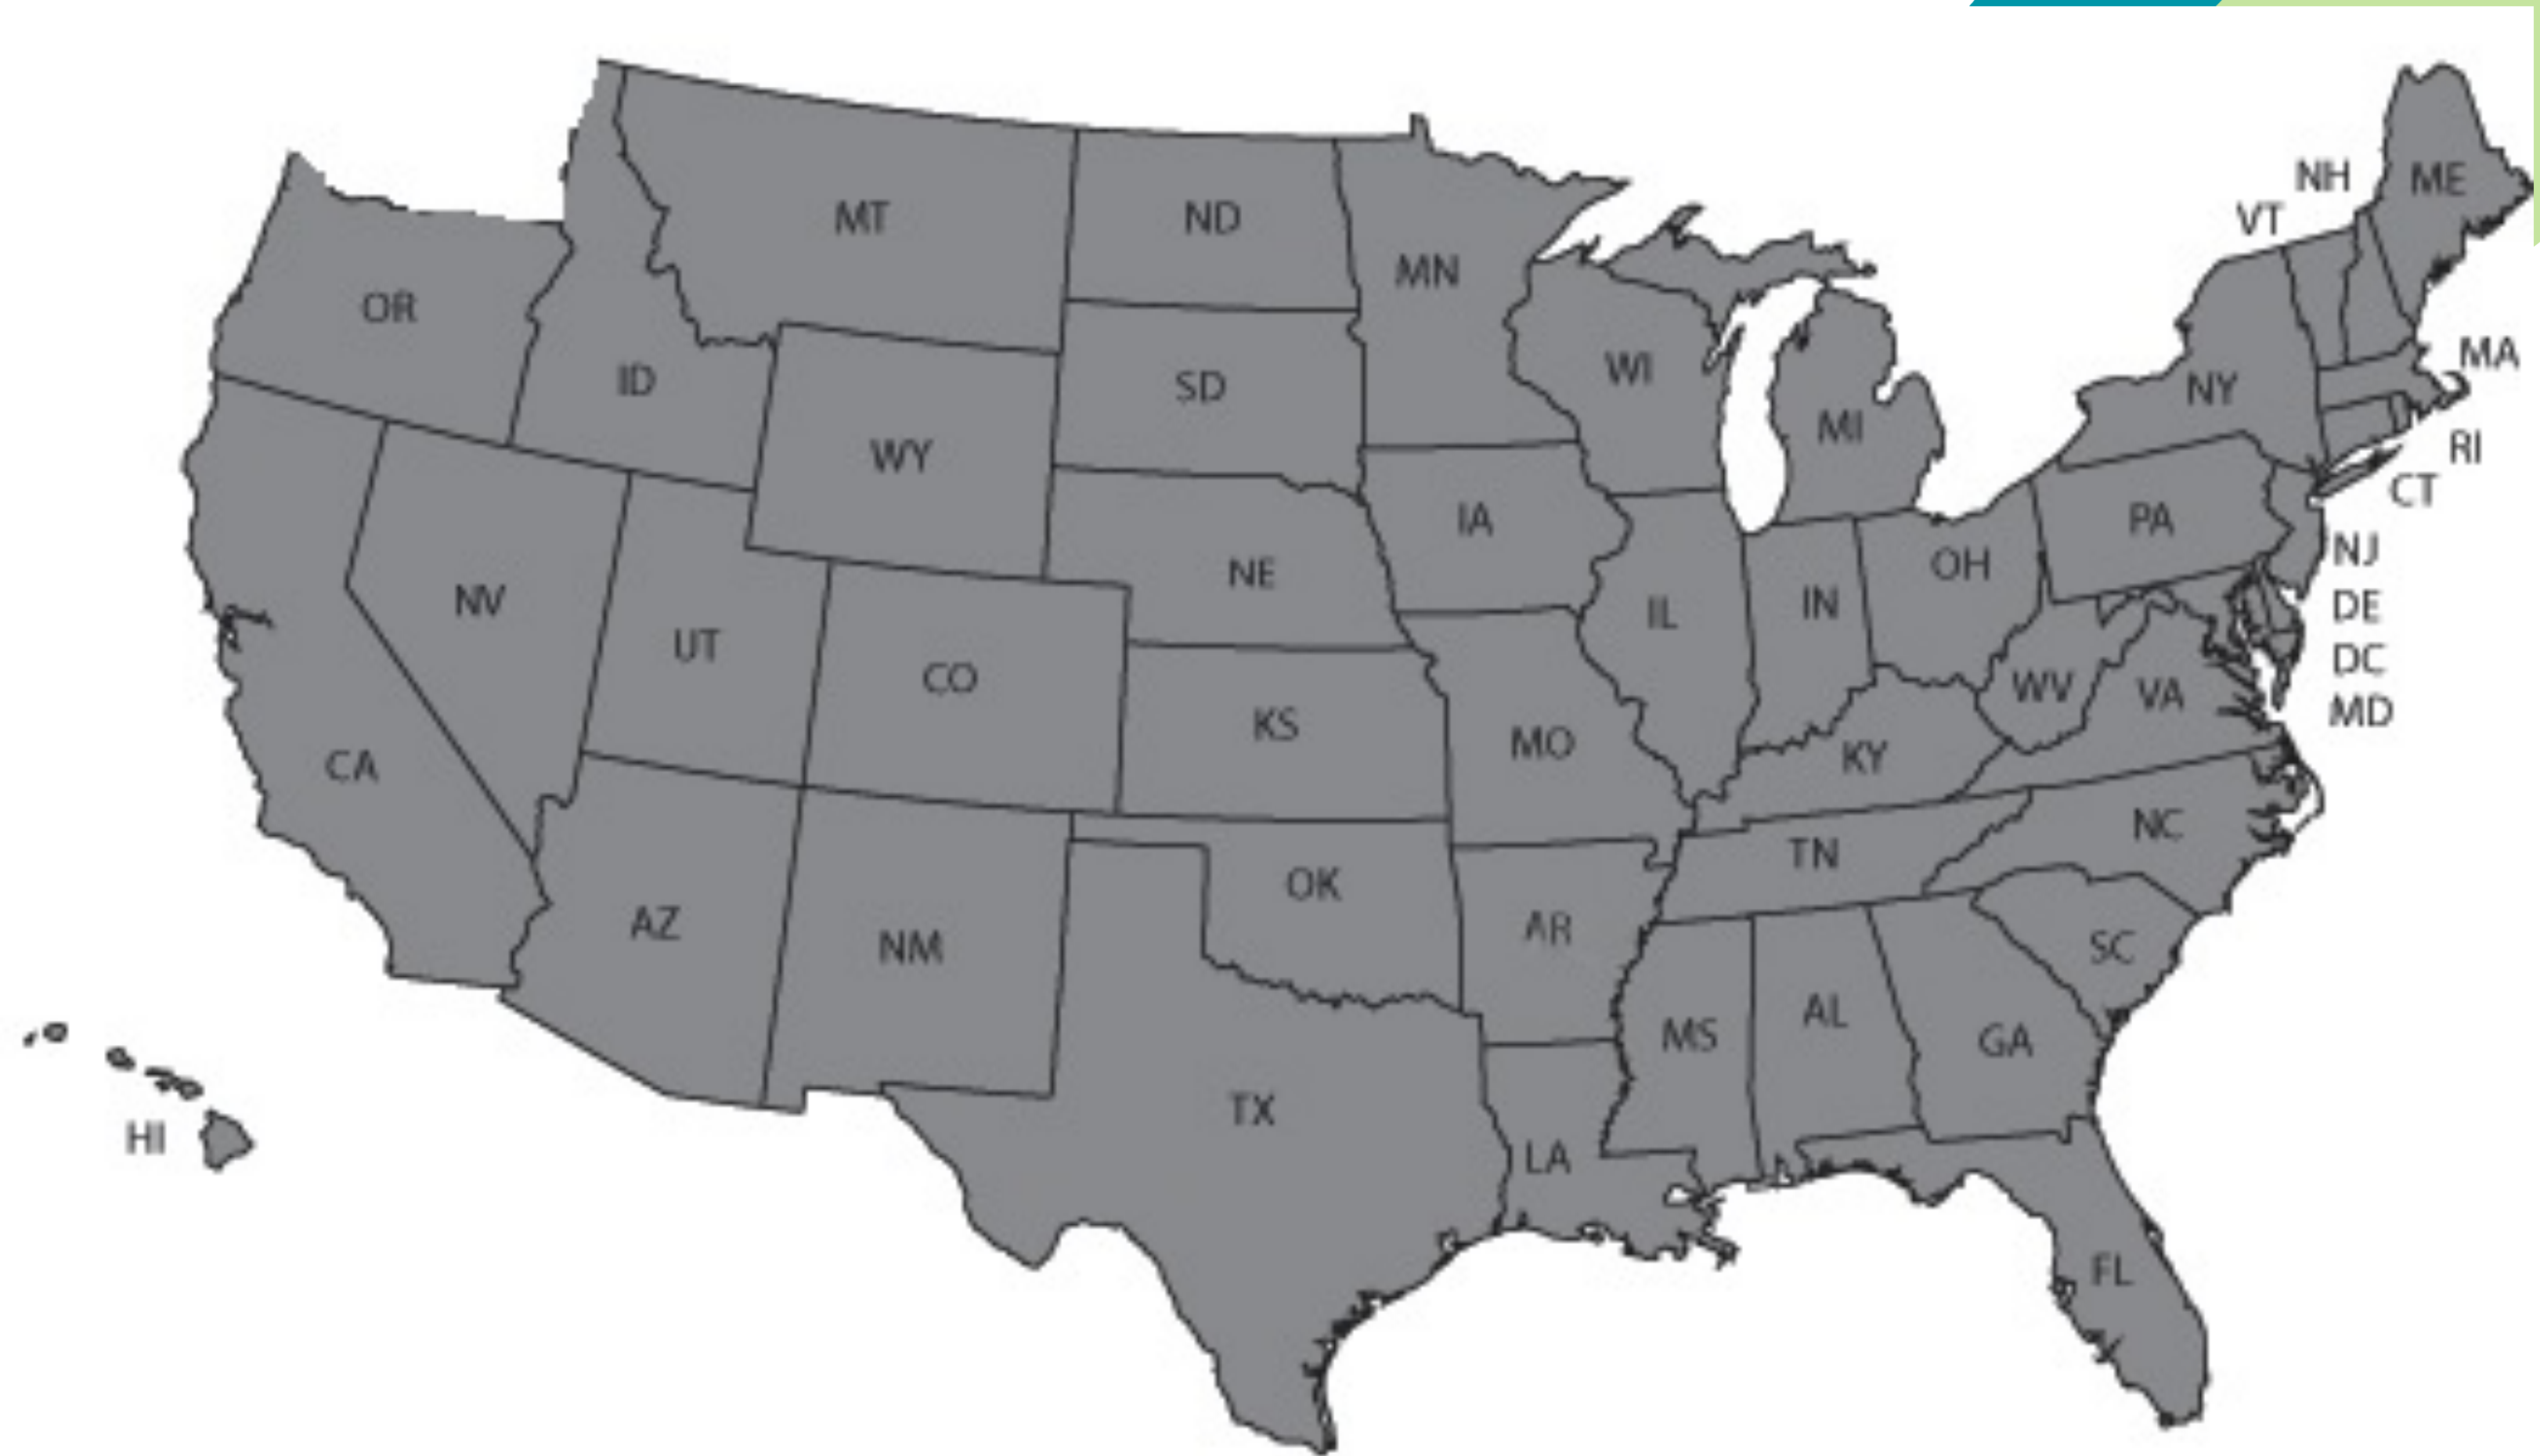 ME
NH
VT
MT
ND
MN
OR
MA
WI
ID
SD
NY
MI
RI
WY
CT
IA
PA
NJ
OH
NE
NV
IN
DE
IL
UT
DC
CO
WV
VA
MD
KS
MO
KY
CA
NC
TN
OK
AZ
AR
NM
SC
AL
MS
GA
TX
HI
LA
FL